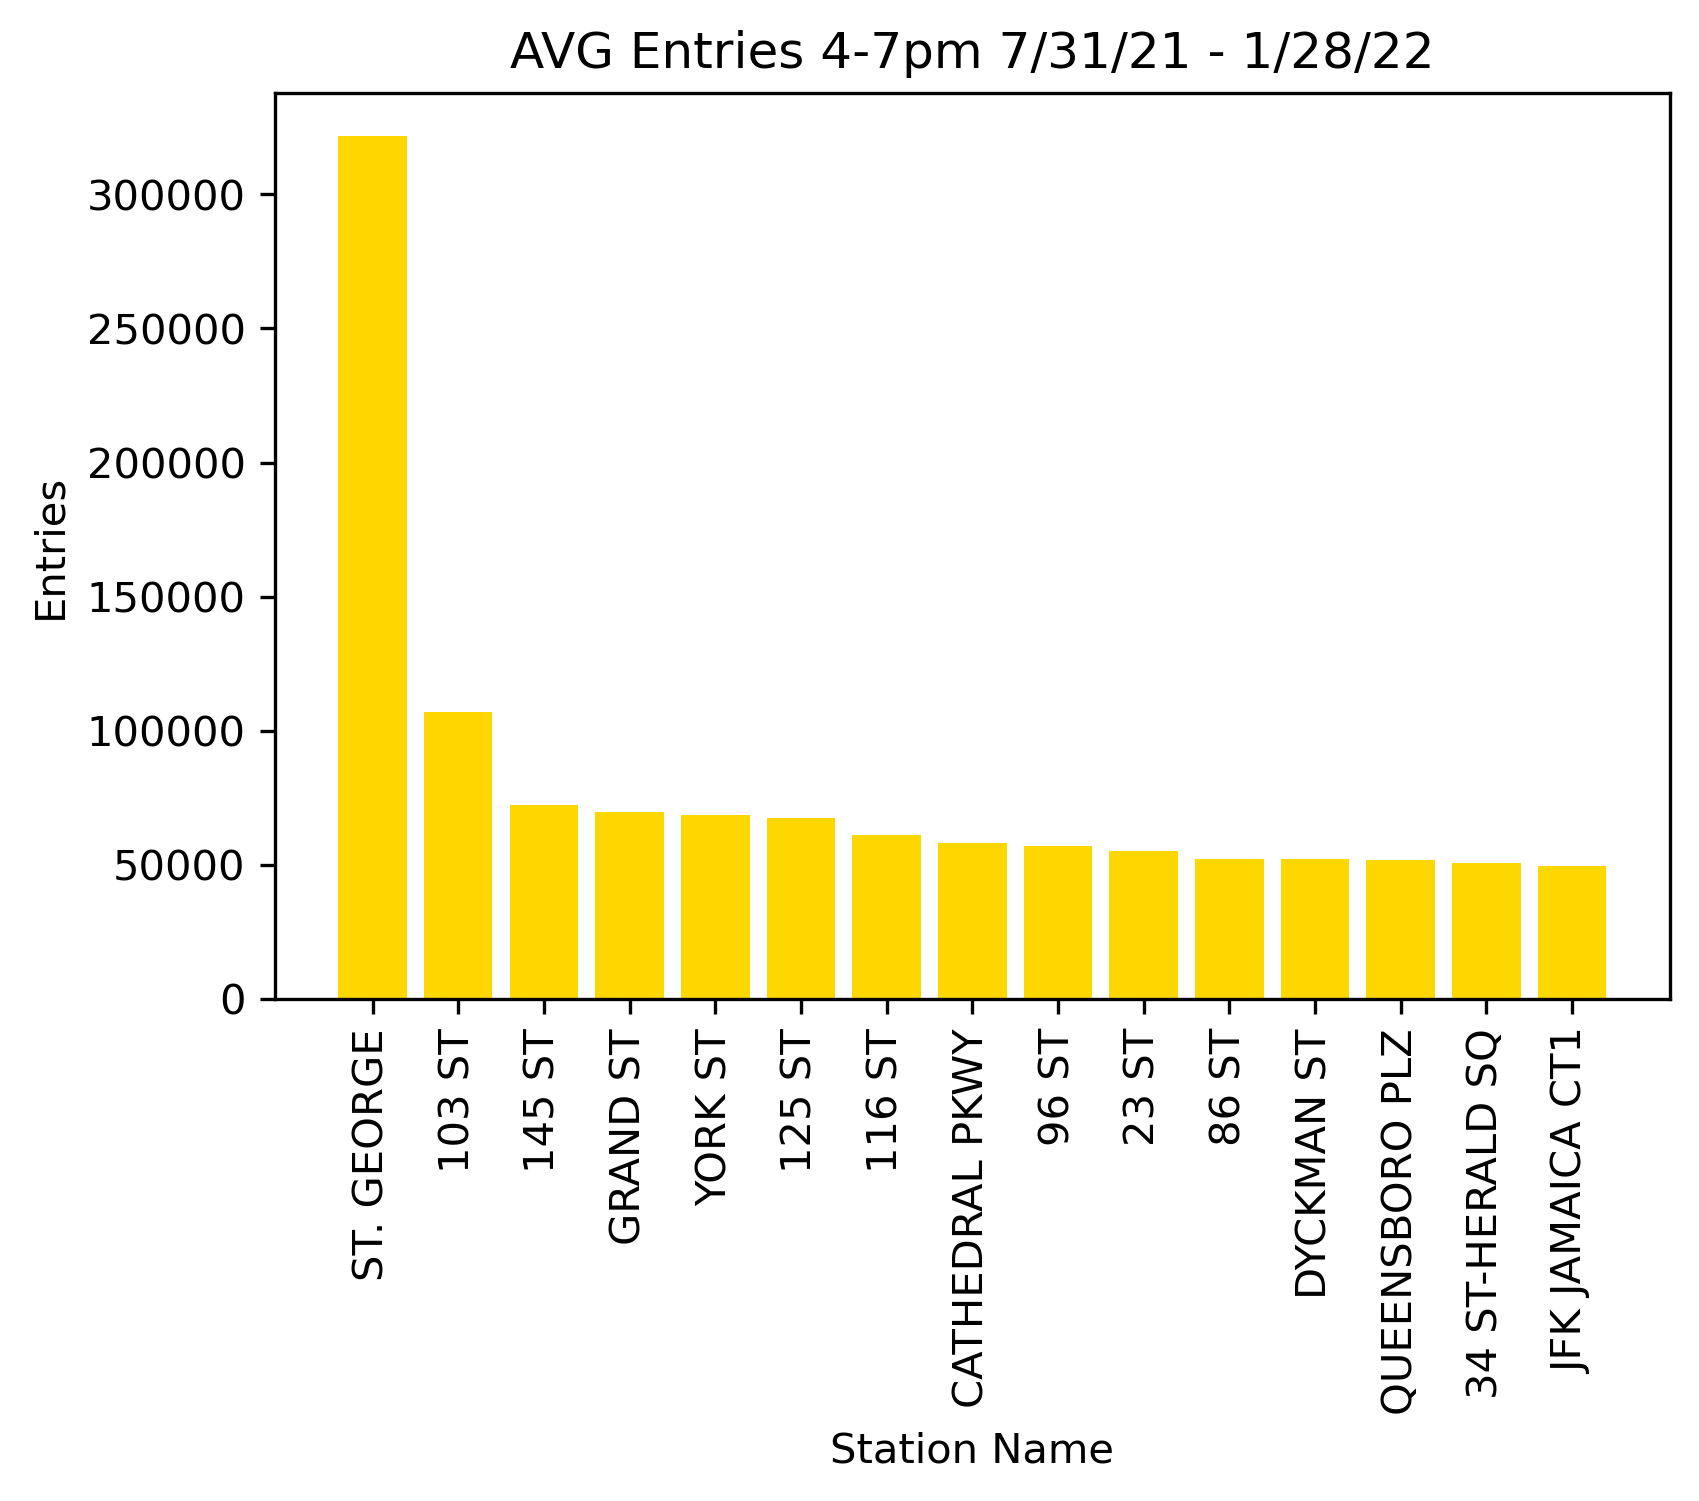 AVG Entries 4-7pm 7/31/21 - 1/28/22
Entries
300000
250000
200000
150000
100000
50000
0
ST. GEORGE
103 ST
145 ST
GRAND ST
YORK ST
125 ST
116 ST
CATHEDRAL PKWY
96 ST
23 ST
86 ST
DYCKMAN ST
QUEENSBORO PLZ
34 ST-HERALD SQ
JFK JAMAICA CT1
Station Name